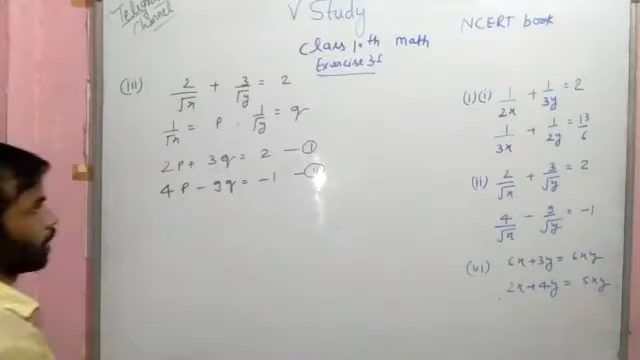 Telegram
Channel
V Study
Class 10th math
Exercise 3.6
NCERT book
(iii) 2/√x + 3/√y = 2
1/√x = p . 1/√y = q
2p + 3q = 2 — (I)
4p - 9q = -1 — (II)
(1)(i) 1/2x + 1/3y = 2
1/3x + 1/2y = 13/6
(ii) 2/√x + 3/√y = 2
4/√x - 9/√y = -1
(vi) 6x + 3y = 6xy
2x + 4y = 5xy